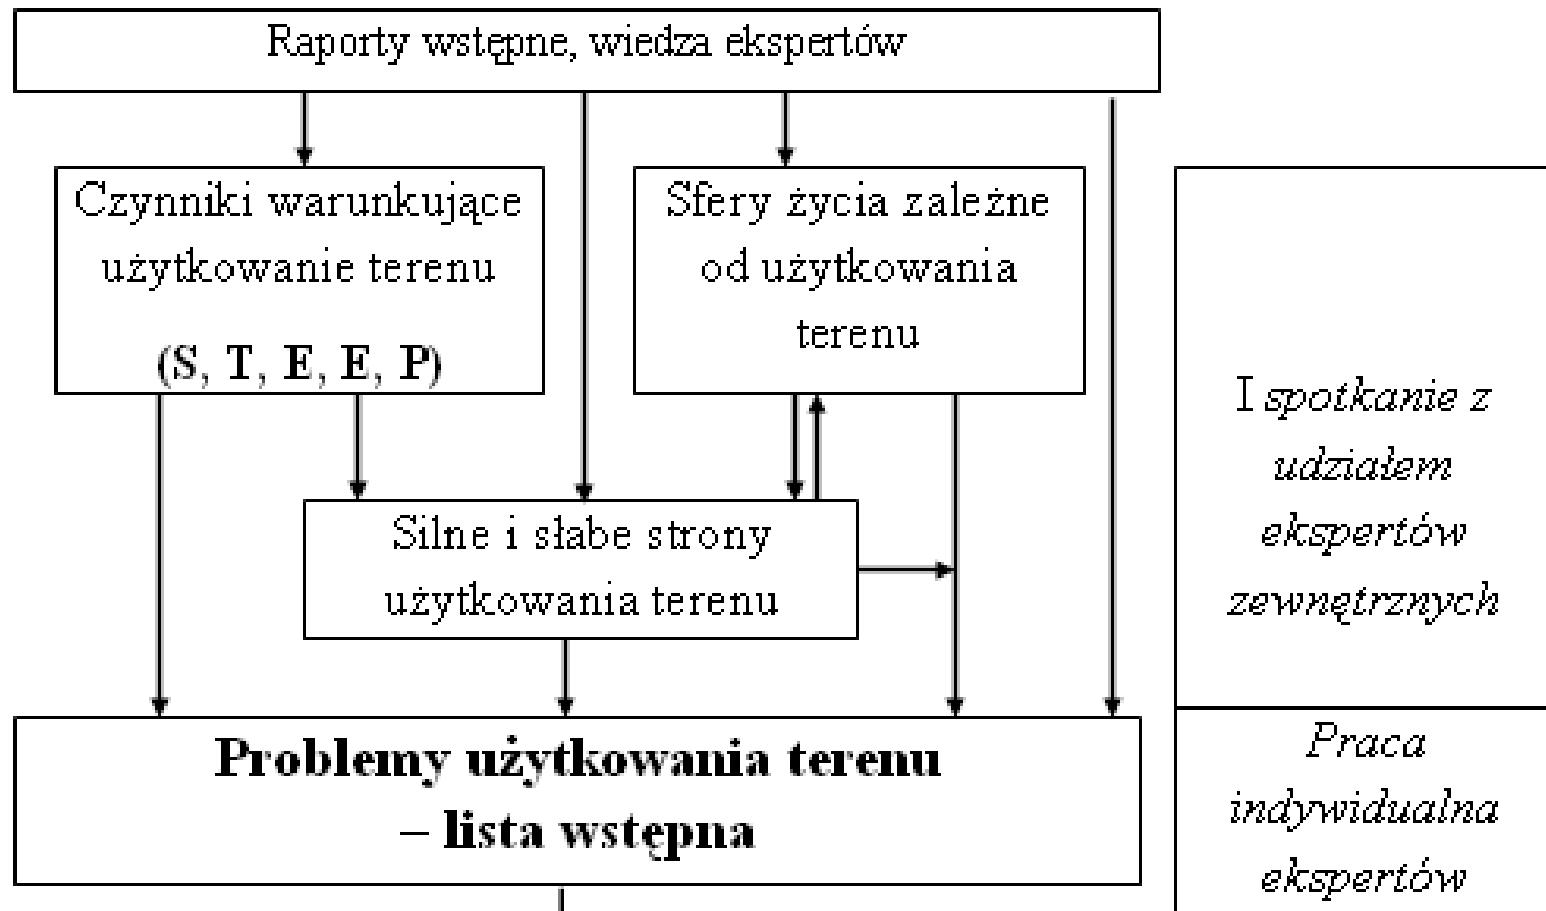 Raporty wstępne, wiedza ekspertów
Czynniki warunkujące
użytkowanie terenu
(S, T, E, E, P)
Sfery życia zależne
od użytkowania
terenu
Silne i słabe strony
użytkowania terenu
Problemy użytkowania terenu
– lista wstępna
I spotkanie z
udziałem
ekspertów
zewnętrznych
Praca
indywidualna
ekspertów